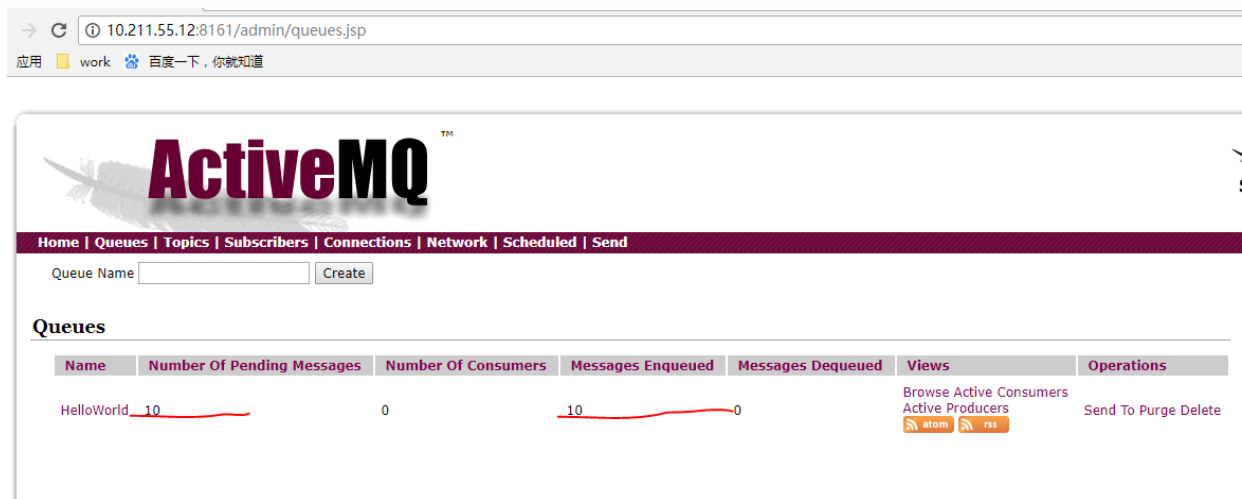 10.211.55.12:8161/admin/queues.jsp
应用 work 百度一下，你就知道
ActiveMQ ™
Home | Queues | Topics | Subscribers | Connections | Network | Scheduled | Send
Queue Name Create
Queues
Name Number Of Pending Messages Number Of Consumers Messages Enqueued Messages Dequeued Views Operations
HelloWorld 10 0 10 0 Browse Active Consumers Send To Purge Delete
Active Producers
atom rss